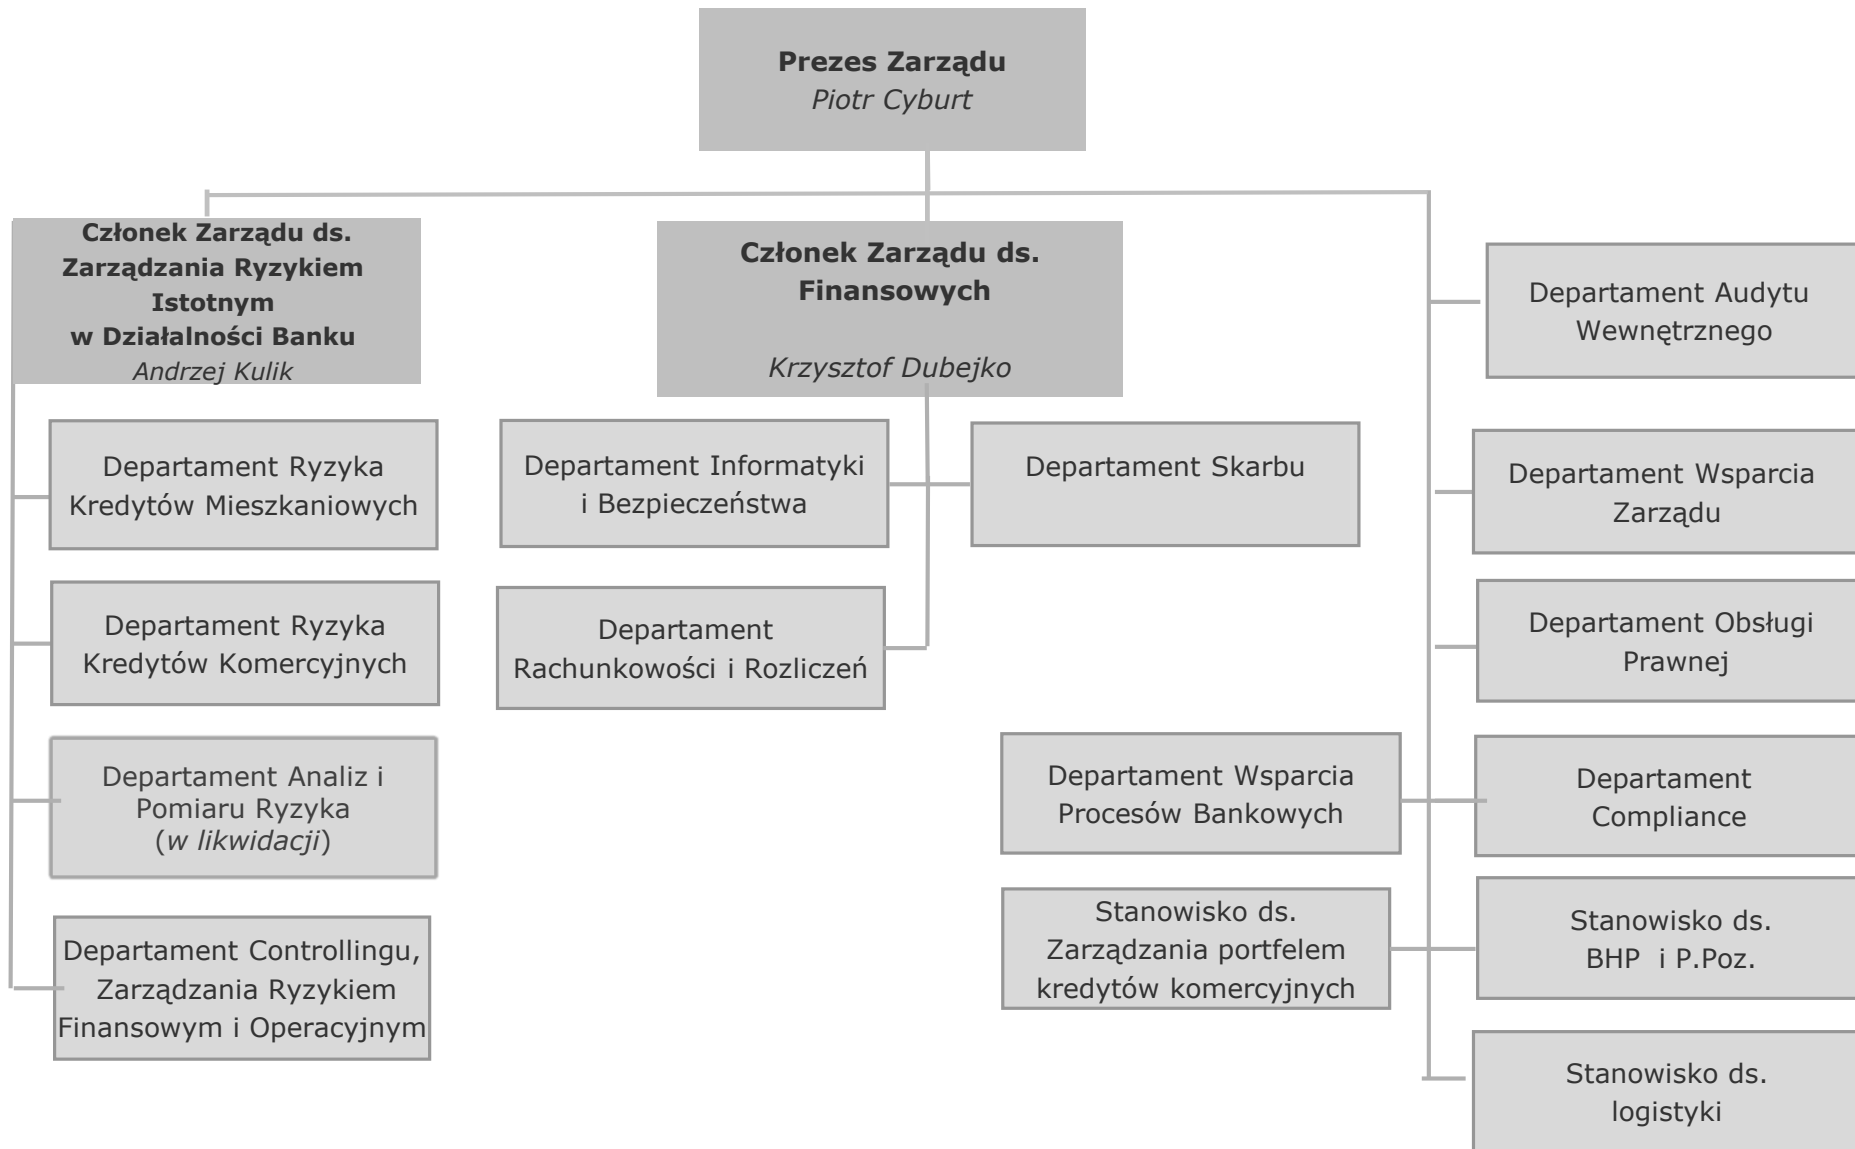 Prezes Zarządu
Piotr Cyburt
Członek Zarządu ds.
Zarządzania Ryzykiem
Istotnym
w Działalności Banku
Andrzej Kulik
Członek Zarządu ds.
Finansowych
Krzysztof Dubejko
Departament Ryzyka
Kredytów Mieszkaniowych
Departament Ryzyka
Kredytów Komercyjnych
Departament Analiz i
Pomiaru Ryzyka
(w likwidacji)
Departament Controllingu,
Zarządzania Ryzykiem
Finansowym i Operacyjnym
Departament Informatyki
i Bezpieczeństwa
Departament Skarbu
Departament
Rachunkowości i Rozliczeń
Departament Audytu
Wewnętrznego
Departament Wsparcia
Zarządu
Departament Obsługi
Prawnej
Departament Wsparcia
Procesów Bankowych
Departament
Compliance
Stanowisko ds.
Zarządzania portfelem
kredytów komercyjnych
Stanowisko ds.
BHP  i P.Poz.
Stanowisko ds.
logistyki